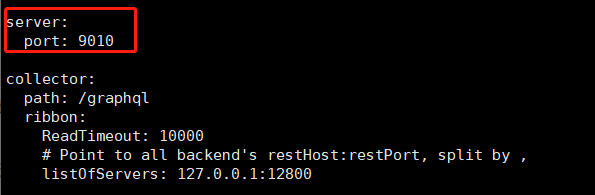 server:
  port: 9010

collector:
  path: /graphql
  ribbon:
    ReadTimeout: 10000
    # Point to all backend's restHost:restPort, split by ,
    listOfServers: 127.0.0.1:12800